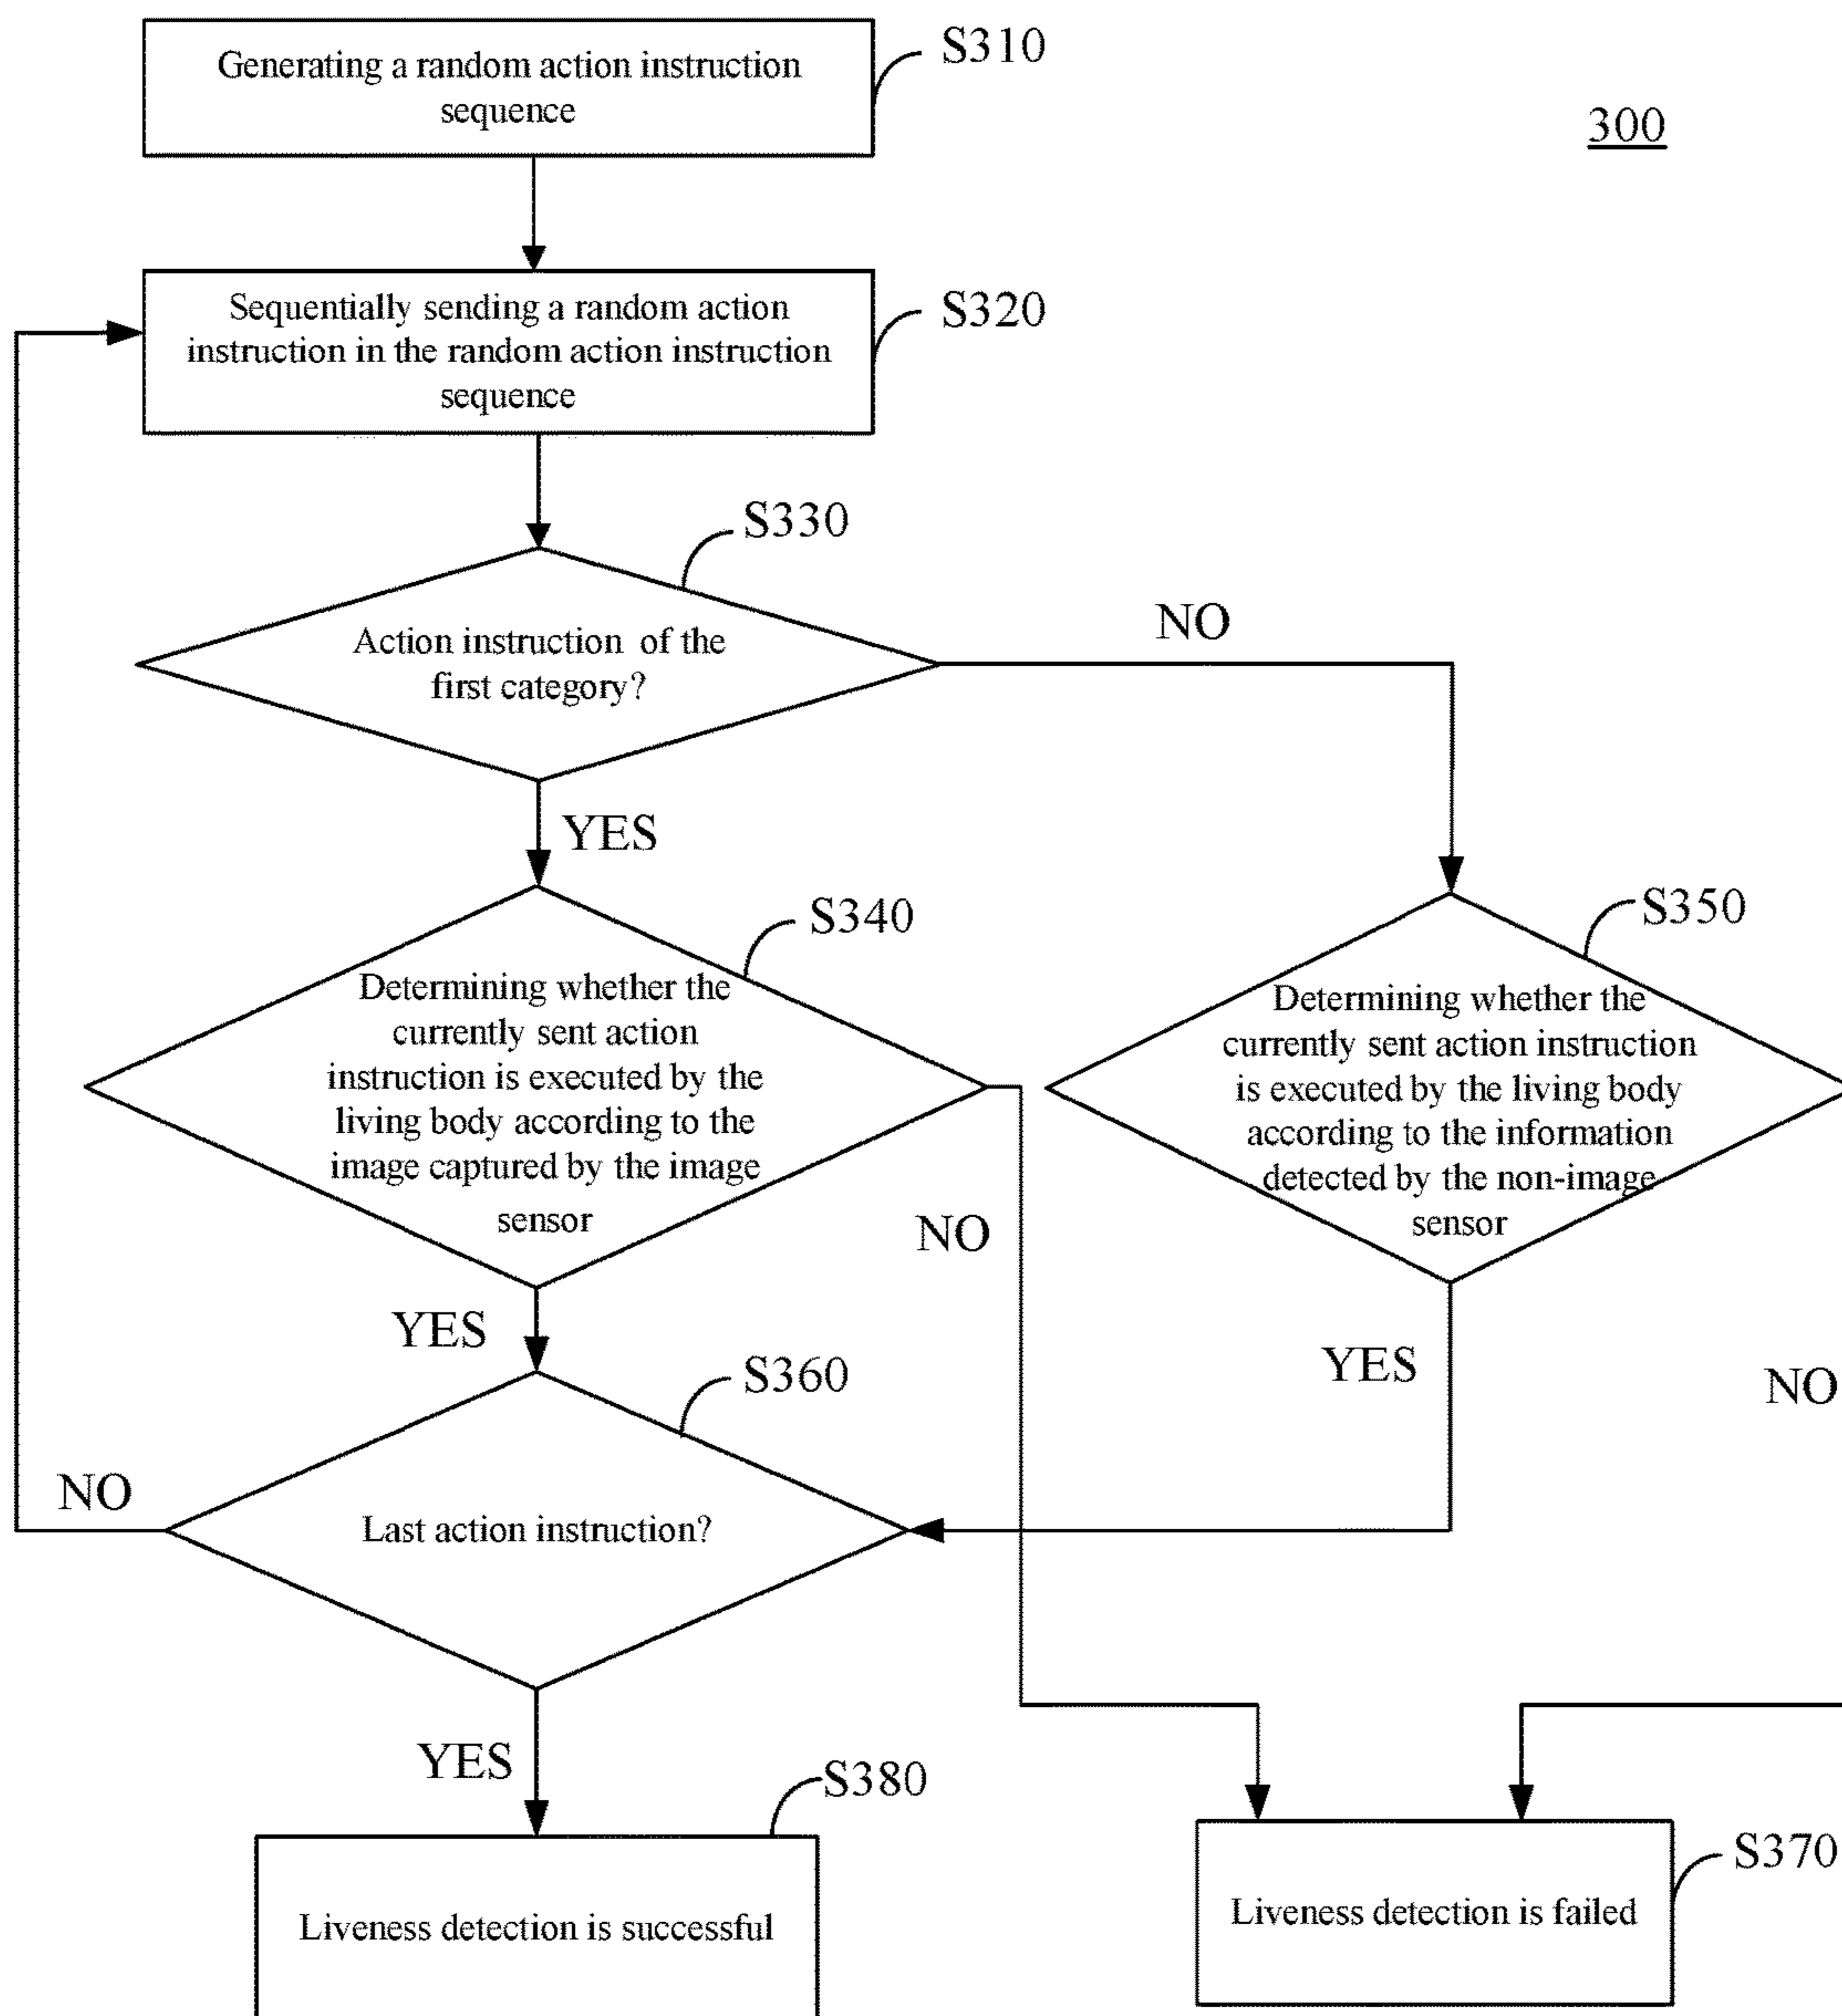 Generating a random action instruction
sequence
S310
300
Sequentially sending a random action
instruction in the random action instruction
sequence
S320
S330
Action instruction of the
first category?
NO
YES
S340
Determining whether the
currently sent action
instruction is executed by the
living body according to the
image captured by the image
sensor
S350
Determining whether the
currently sent action instruction
is executed by the living body
according to the information
detected by the non-image
sensor
NO
YES
YES
NO
S360
Last action instruction?
NO
YES
S380
Liveness detection is successful
S370
Liveness detection is failed